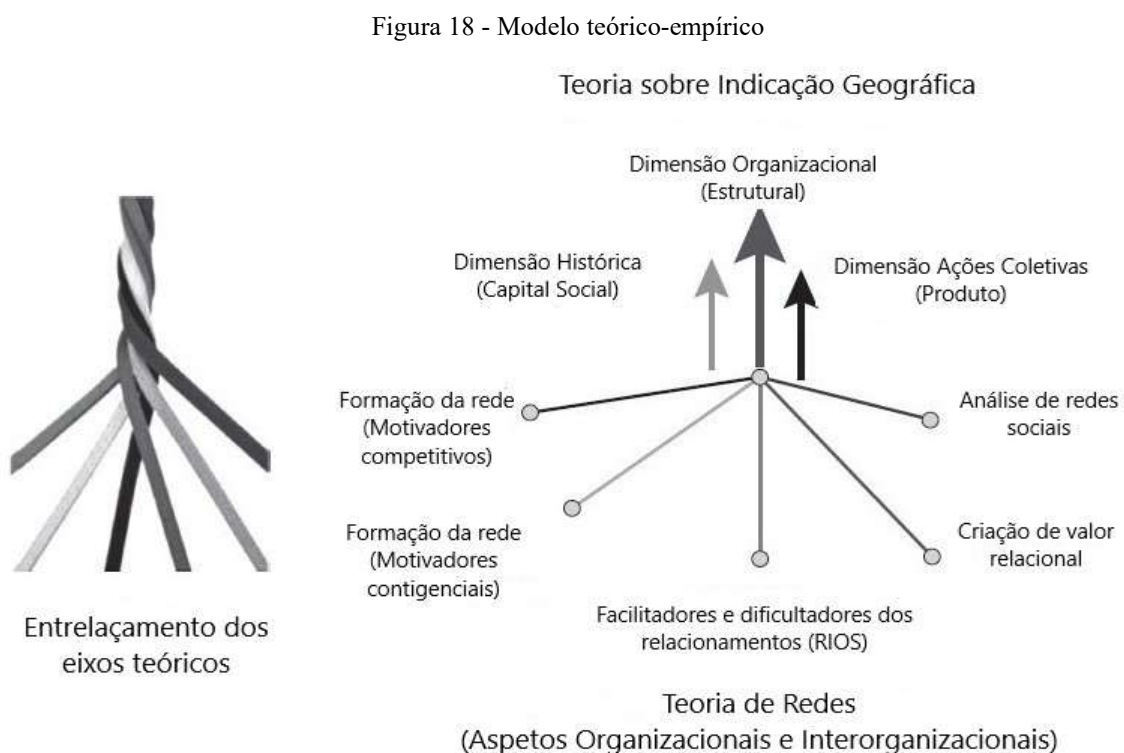 Figura 18 - Modelo teórico-empírico
Teoria sobre Indicação Geográfica
Dimensão Organizacional
(Estrutural)
Dimensão Histórica
(Capital Social)
Dimensão Ações Coletivas
(Produto)
Formação da rede
(Motivadores
competitivos)
Análise de redes
sociais
Formação da rede
(Motivadores
contigenciais)
Criação de valor
relacional
Facilitadores e dificultadores dos
relacionamentos (RIOS)
Entrelaçamento dos
eixos teóricos
Teoria de Redes
(Aspetos Organizacionais e Interorganizacionais)